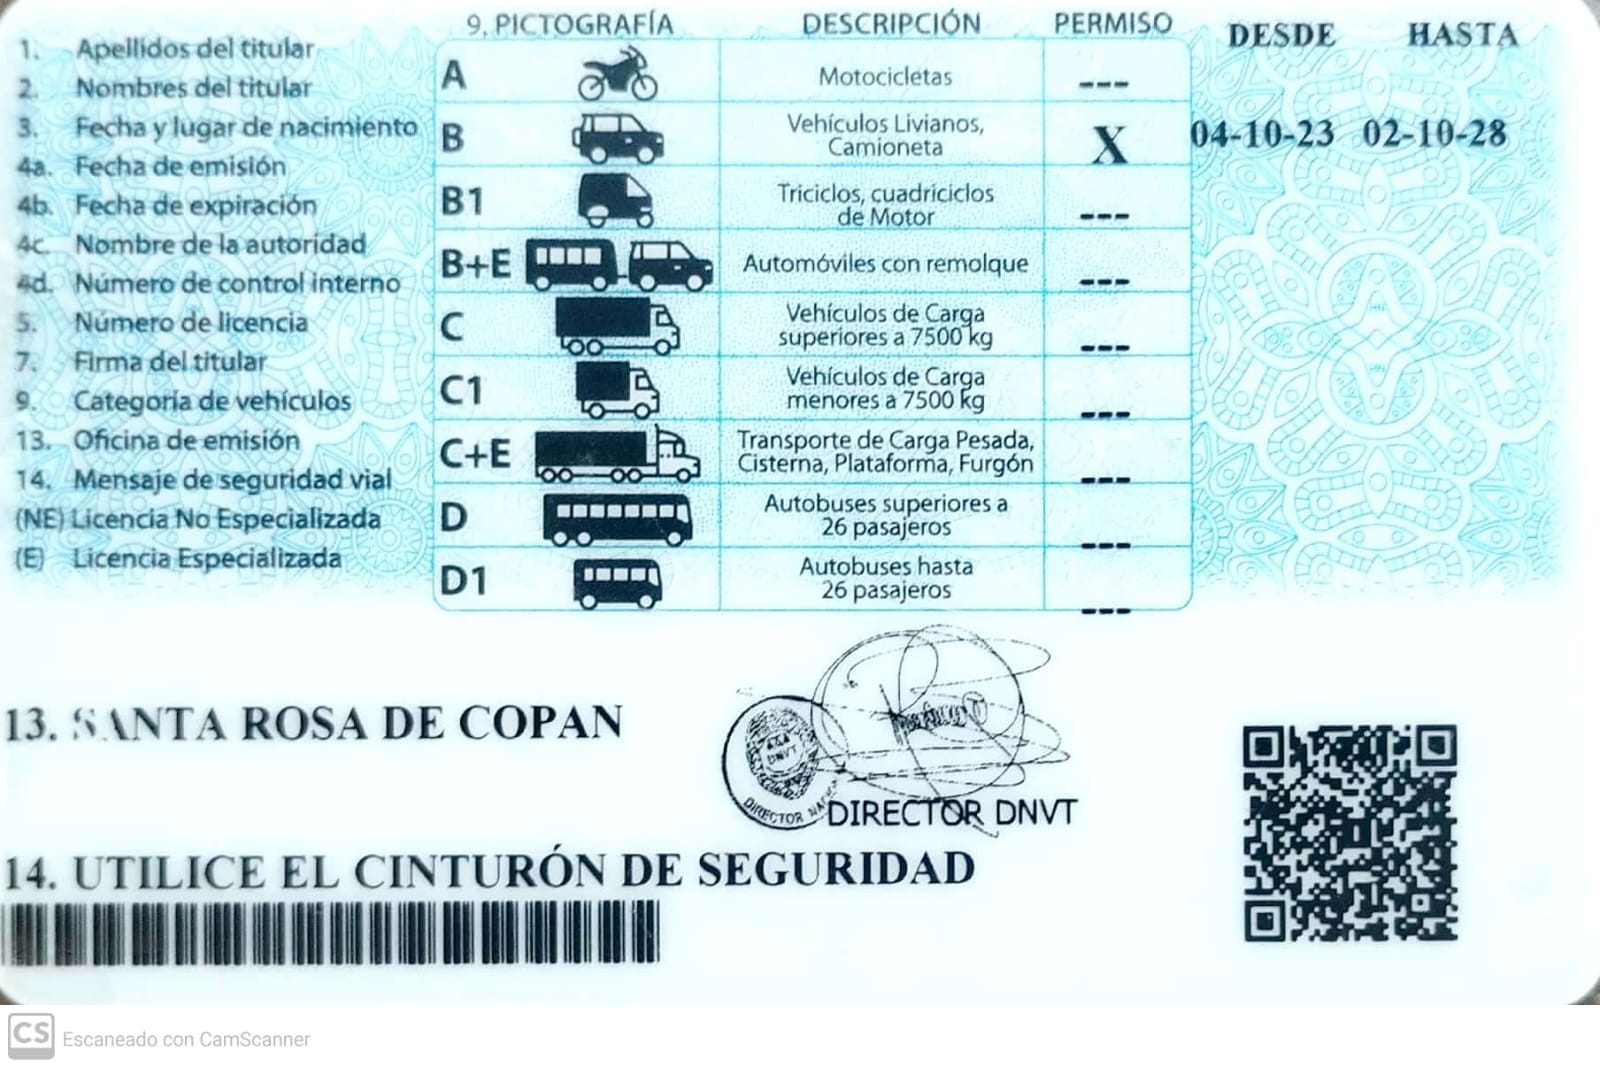 1. Apellidos del titular
2. Nombres del titular
3. Fecha y lugar de nacimiento
4a. Fecha de emisión
4b. Fecha de expiración
4c. Nombre de la autoridad
4d. Número de control interno
5. Número de licencia
7. Firma del titular
9. Categoría de vehículos
13. Oficina de emisión
14. Mensaje de seguridad vial
(NE) Licencia No Especializada
(E) Licencia Especializada
9. PICTOGRAFÍA DESCRIPCIÓN PERMISO DESDE HASTA
A Motocicletas ---
B Vehículos Livianos,
Camioneta X 04-10-23 02-10-28
B1 Triciclos, cuadriciclos
de Motor ---
B+E Automóviles con remolque ---
C Vehículos de Carga
superiores a 7500 kg ---
C1 Vehículos de Carga
menores a 7500 kg ---
C+E Transporte de Carga Pesada,
Cisterna, Plataforma, Furgón ---
D Autobuses superiores a
26 pasajeros ---
D1 Autobuses hasta
26 pasajeros ---
13. SANTA ROSA DE COPAN
DNVT
DIRECTOR
DIRECTOR DNVT
14. UTILICE EL CINTURÓN DE SEGURIDAD
CS Escaneado con CamScanner